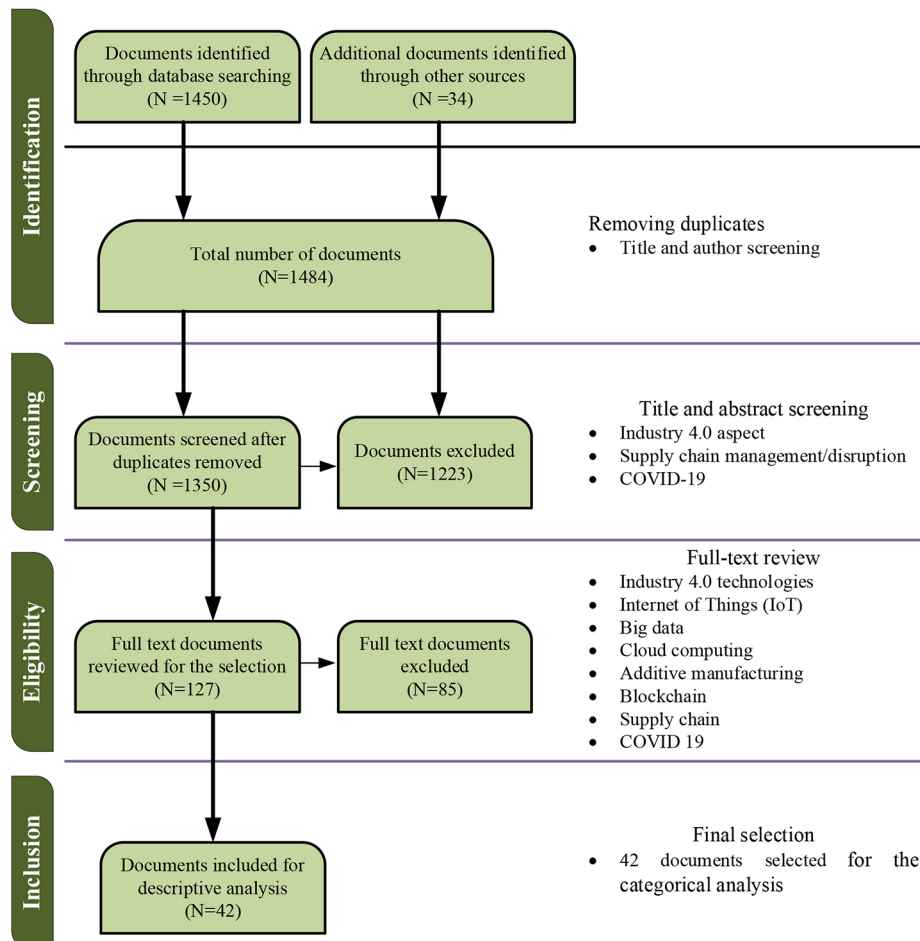 Identification
Documents identified
through database searching
(N =1450)
Additional documents identified
through other sources
(N =34)
Total number of documents
(N=1484)
Removing duplicates
• Title and author screening
Screening
Documents screened after
duplicates removed
(N =1350)
Documents excluded
(N=1223)
Title and abstract screening
• Industry 4.0 aspect
• Supply chain management/disruption
• COVID-19
Eligibility
Full text documents
reviewed for the selection
(N=127)
Full text documents
excluded
(N=85)
Full-text review
• Industry 4.0 technologies
• Internet of Things (IoT)
• Big data
• Cloud computing
• Additive manufacturing
• Blockchain
• Supply chain
• COVID 19
Inclusion
Documents included for
descriptive analysis
(N=42)
Final selection
• 42 documents selected for the
categorical analysis